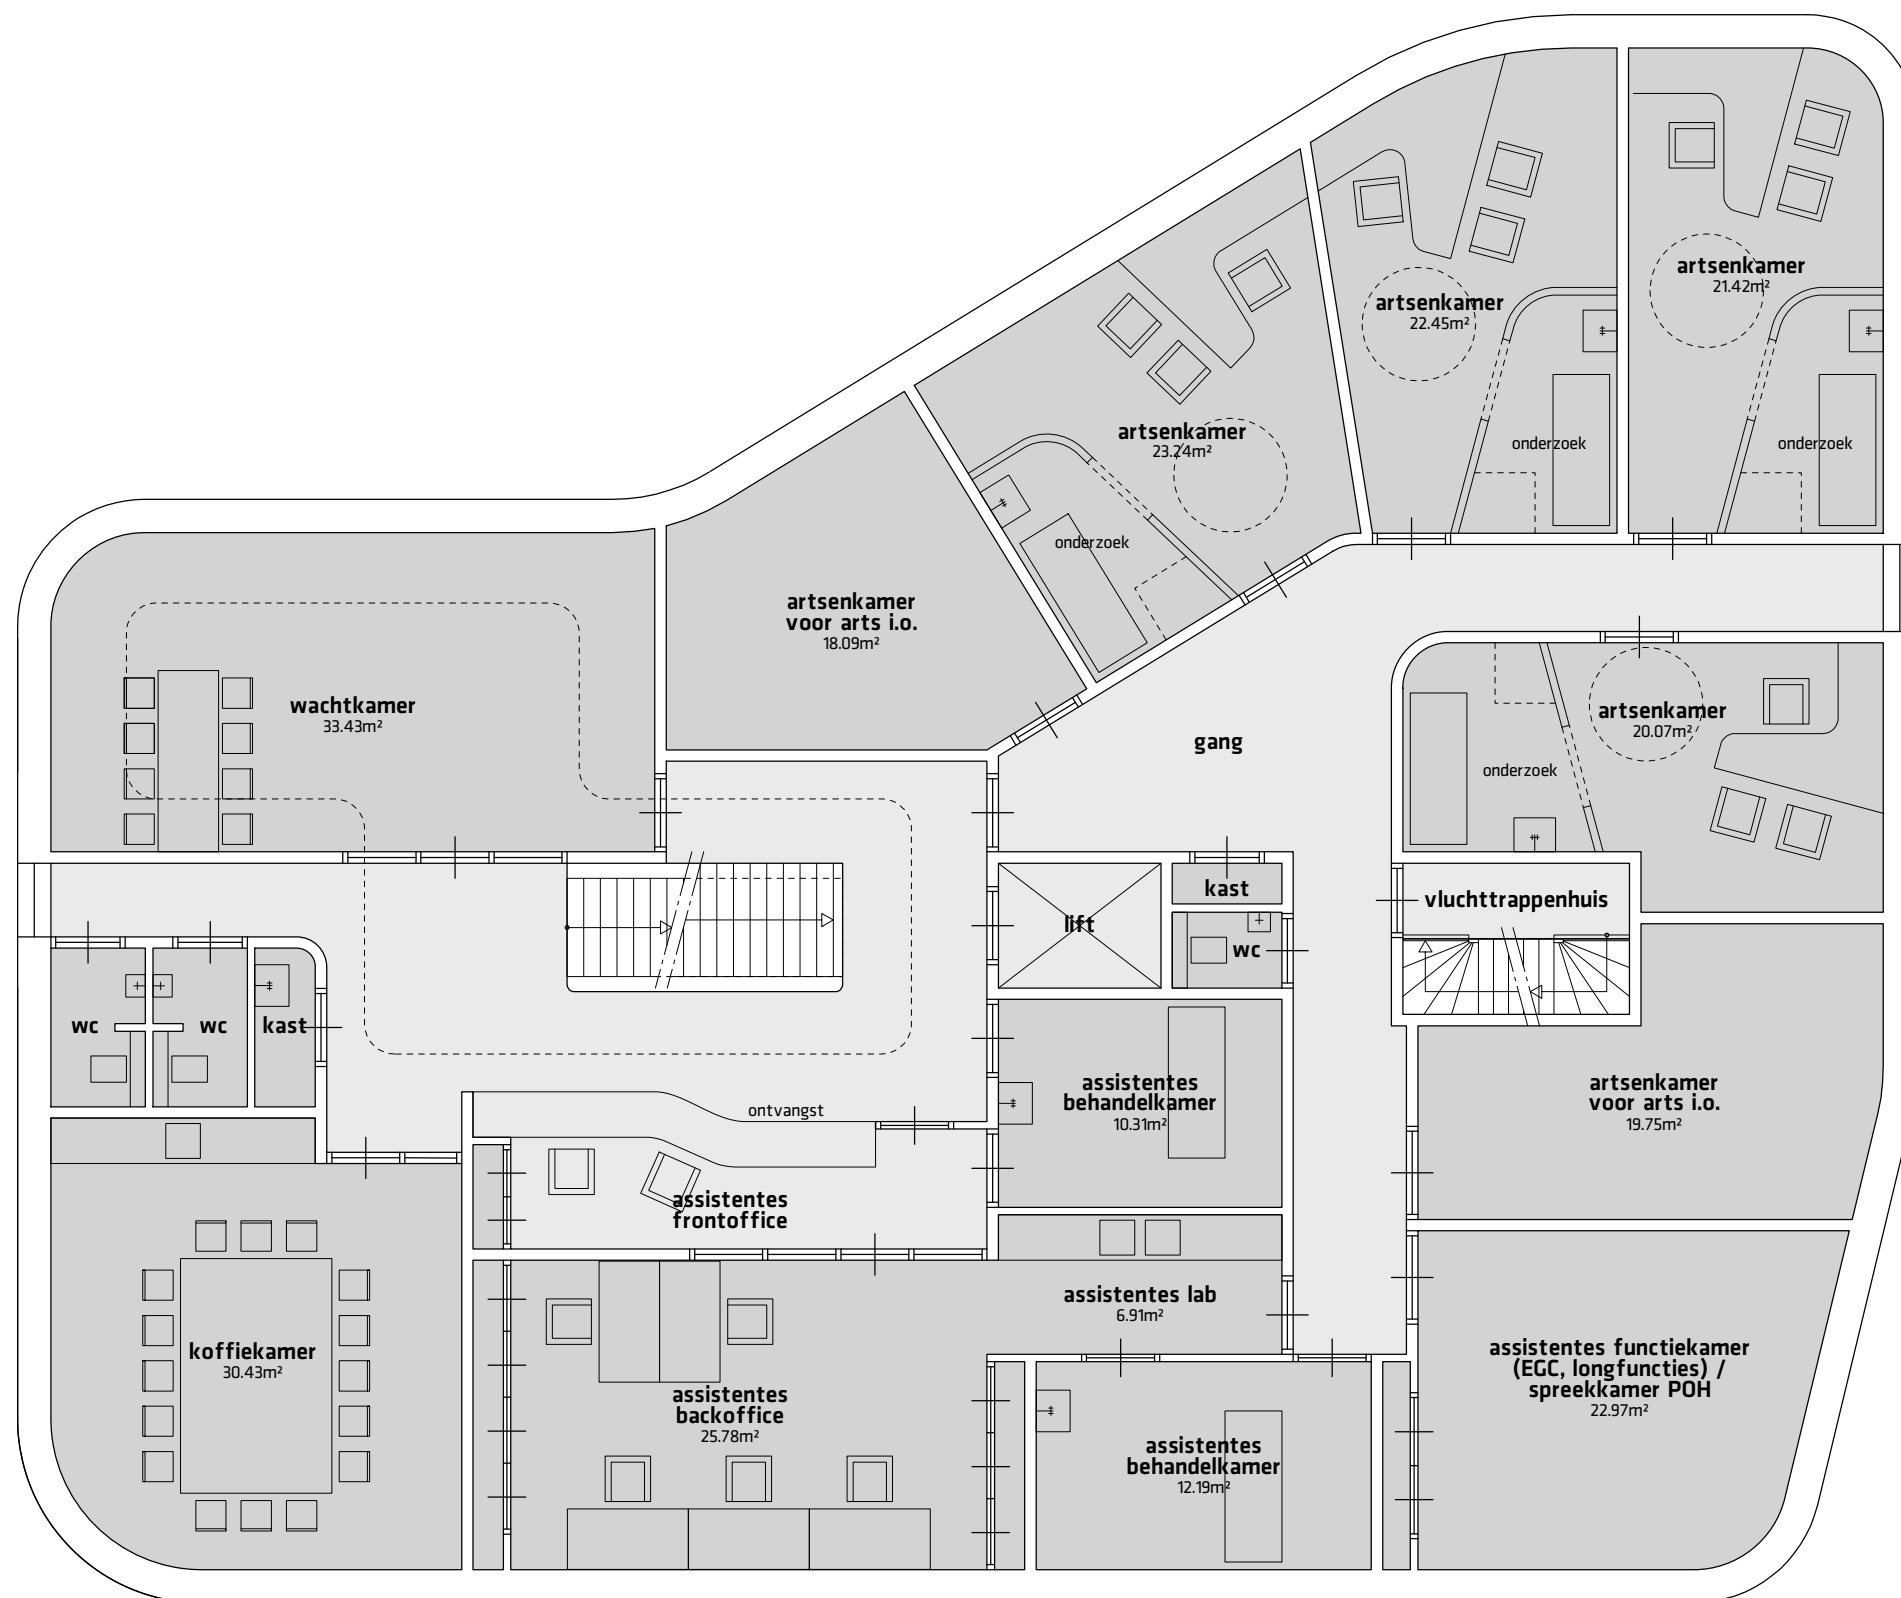 artsenkamer
21.42m²
artsenkamer
22.45m²
artsenkamer
23.24m²
onderzoek
onderzoek
onderzoek
artsenkamer
voor arts i.o.
18.09m²
wachtkamer
33.43m²
artsenkamer
20.07m²
gang
onderzoek
kast
vluchttrappenhuis
lift
wc
wc
wc
kast
assistentes
behandelkamer
10.31m²
artsenkamer
voor arts i.o.
19.75m²
ontvangst
assistentes
frontoffice
assistentes lab
6.91m²
koffiekamer
30.43m²
assistentes functiekamer
(EGC, longfuncties) /
spreekkamer POH
22.97m²
assistentes
backoffice
25.78m²
assistentes
behandelkamer
12.19m²